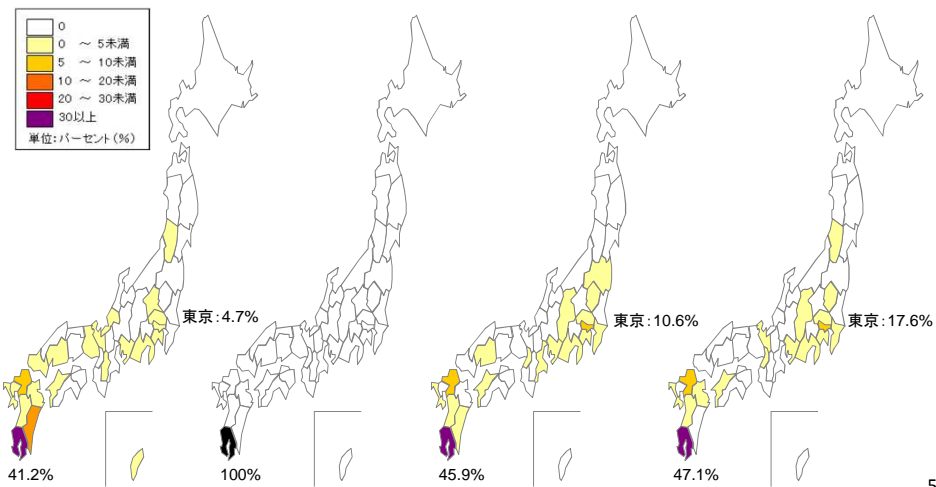 0
0 ～ 5未満
5 ～ 10未満
10 ～ 20未満
20 ～ 30未満
30以上
単位:パーセント(%)
東京:4.7%
東京:10.6%
東京:17.6%
41.2%
100%
45.9%
47.1%
5